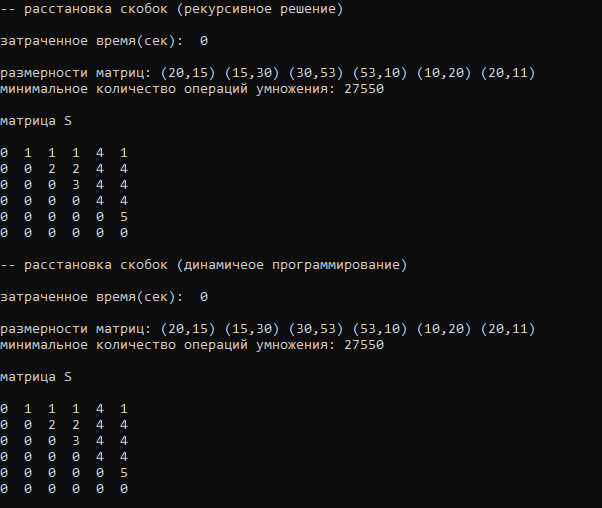 -- расстановка скобок (рекурсивное решение)
затраченное время(сек):  0
размерности матриц: (20,15) (15,30) (30,53) (53,10) (10,20) (20,11)
минимальное количество операций умножения: 27550
матрица S
0  1  1  1  4  1
0  0  2  2  4  4
0  0  0  3  4  4
0  0  0  0  4  4
0  0  0  0  0  5
0  0  0  0  0  0
-- расстановка скобок (динамичеое программирование)
затраченное время(сек):  0
размерности матриц: (20,15) (15,30) (30,53) (53,10) (10,20) (20,11)
минимальное количество операций умножения: 27550
матрица S
0  1  1  1  4  1
0  0  2  2  4  4
0  0  0  3  4  4
0  0  0  0  4  4
0  0  0  0  0  5
0  0  0  0  0  0